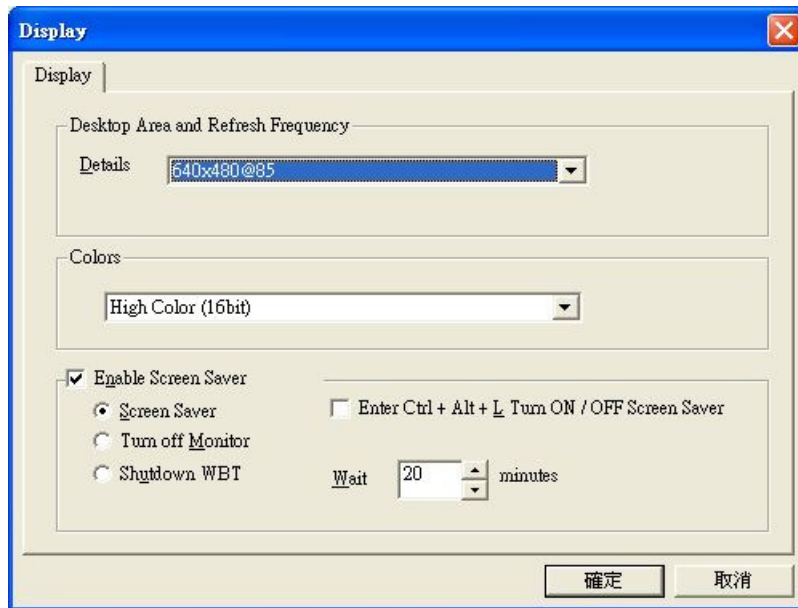 Display
Display
Desktop Area and Refresh Frequency
Details 640x480@85
Colors
High Color (16bit)
Enable Screen Saver
Screen Saver Enter Ctrl + Alt + L Turn ON / OFF Screen Saver
Turn off Monitor
Shutdown WBT Wait 20 minutes
確定 取消